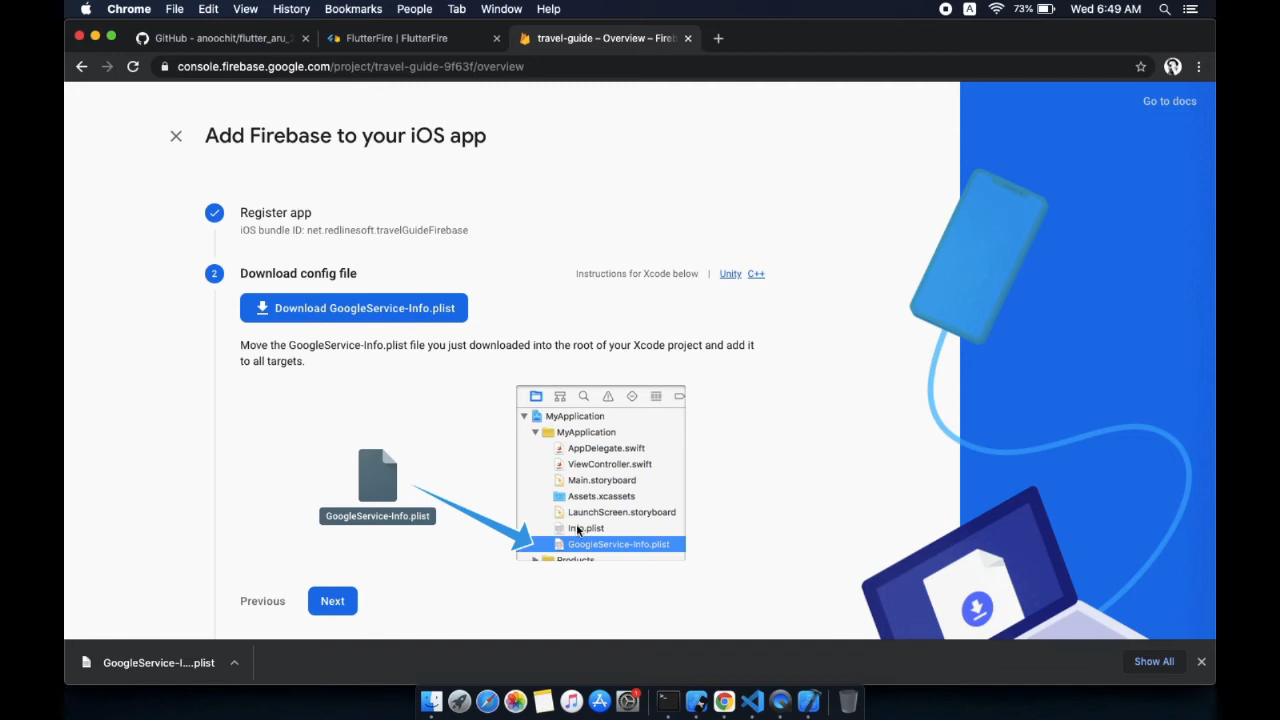 Chrome File Edit View History Bookmarks People Tab Window Help A 73% Wed 6:49 AM
GitHub - anoochit/flutter_aru_2 FlutterFire | FlutterFire travel-guide – Overview – Fireb
console.firebase.google.com/project/travel-guide-9f63f/overview
Go to docs
Add Firebase to your iOS app
Register app
iOS bundle ID: net.redlinesoft.travelGuideFirebase
2 Download config file Instructions for Xcode below | Unity C++
Download GoogleService-Info.plist
Move the GoogleService-Info.plist file you just downloaded into the root of your Xcode project and add it
to all targets.
MyApplication
MyApplication
AppDelegate.swift
ViewController.swift
Main.storyboard
Assets.xcassets
LaunchScreen.storyboard
Info.plist
GoogleService-Info.plist
Products
GoogleService-Info.plist
Previous Next
GoogleService-I....plist Show All
1